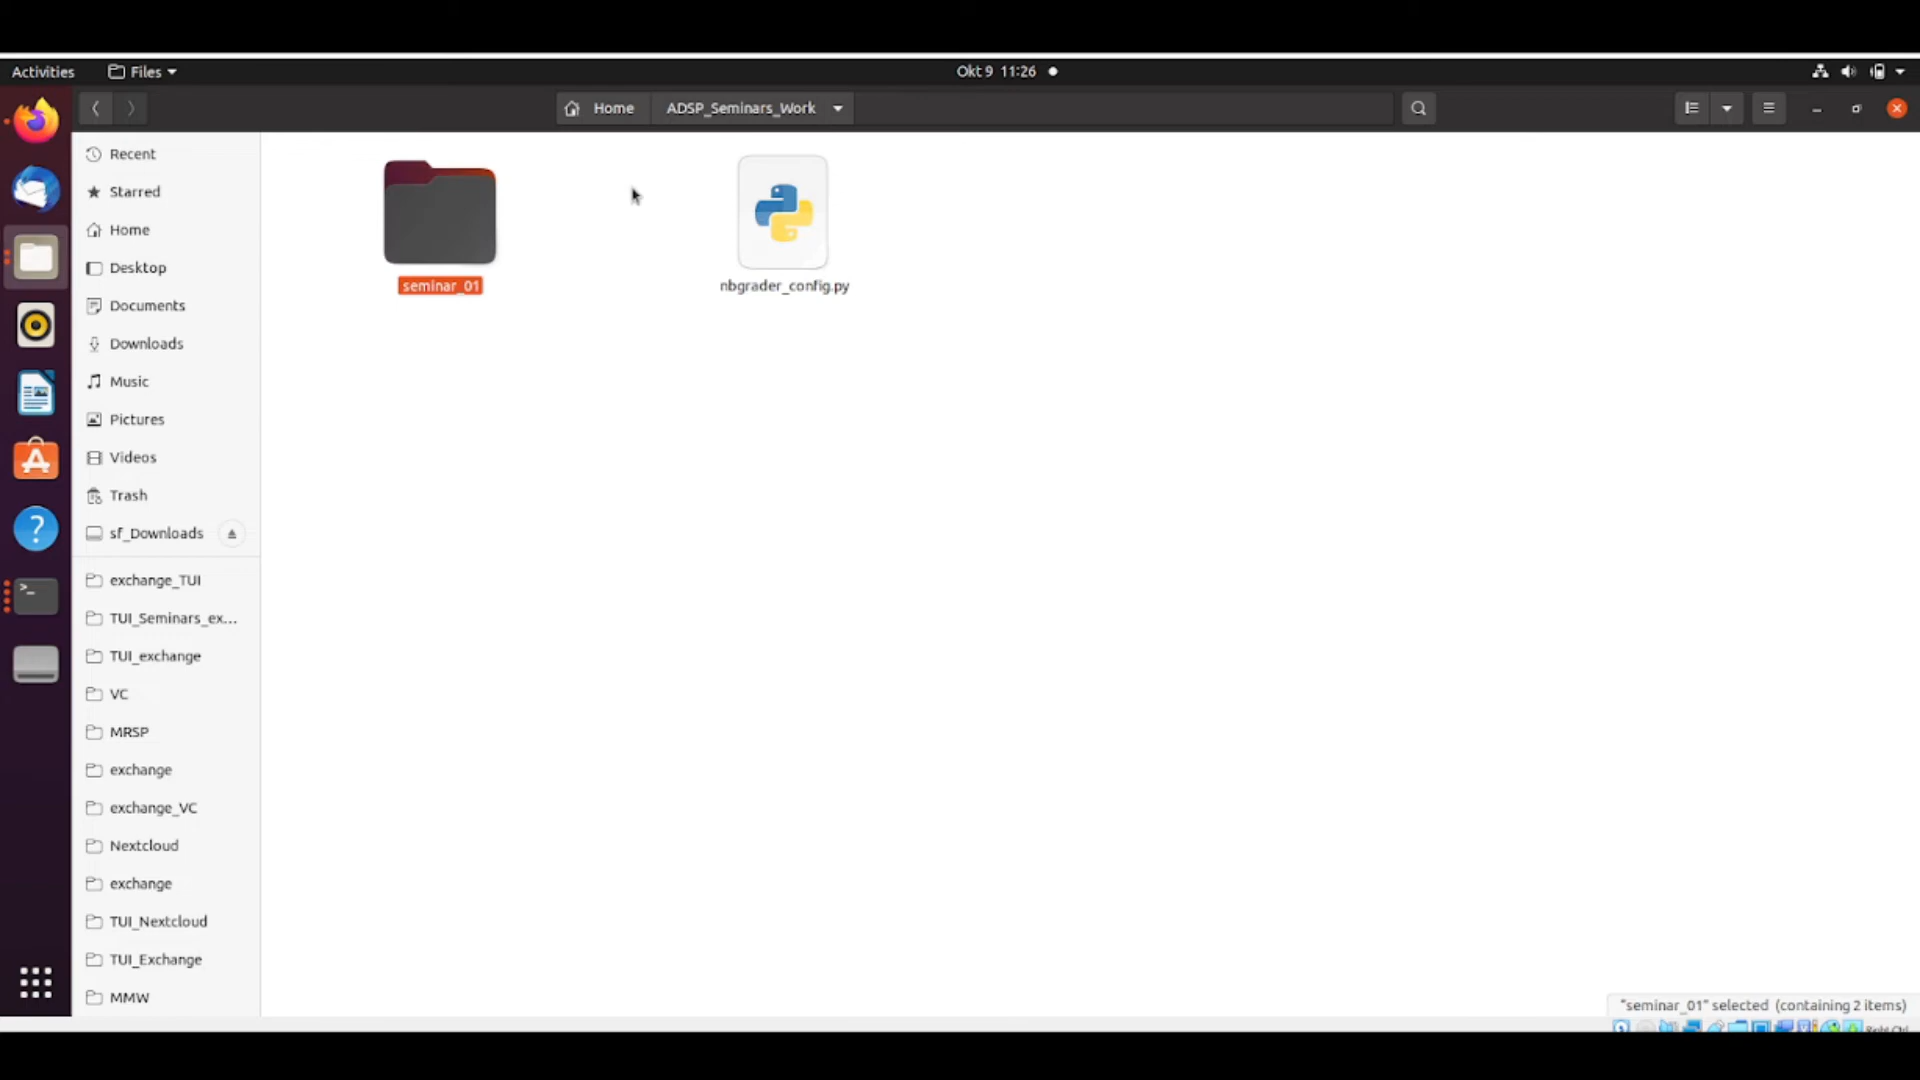 Activities
Files
Okt 9 11:26
Home
ADSP_Seminars_Work
Recent
Starred
Home
Desktop
Documents
Downloads
Music
Pictures
Videos
Trash
sf_Downloads
exchange_TUI
TUI_Seminars_ex...
TUI_exchange
VC
MRSP
exchange
exchange_VC
Nextcloud
exchange
TUI_Nextcloud
TUI_Exchange
MMW
seminar_01
nbgrader_config.py
"seminar_01" selected (containing 2 items)
Right Ctrl